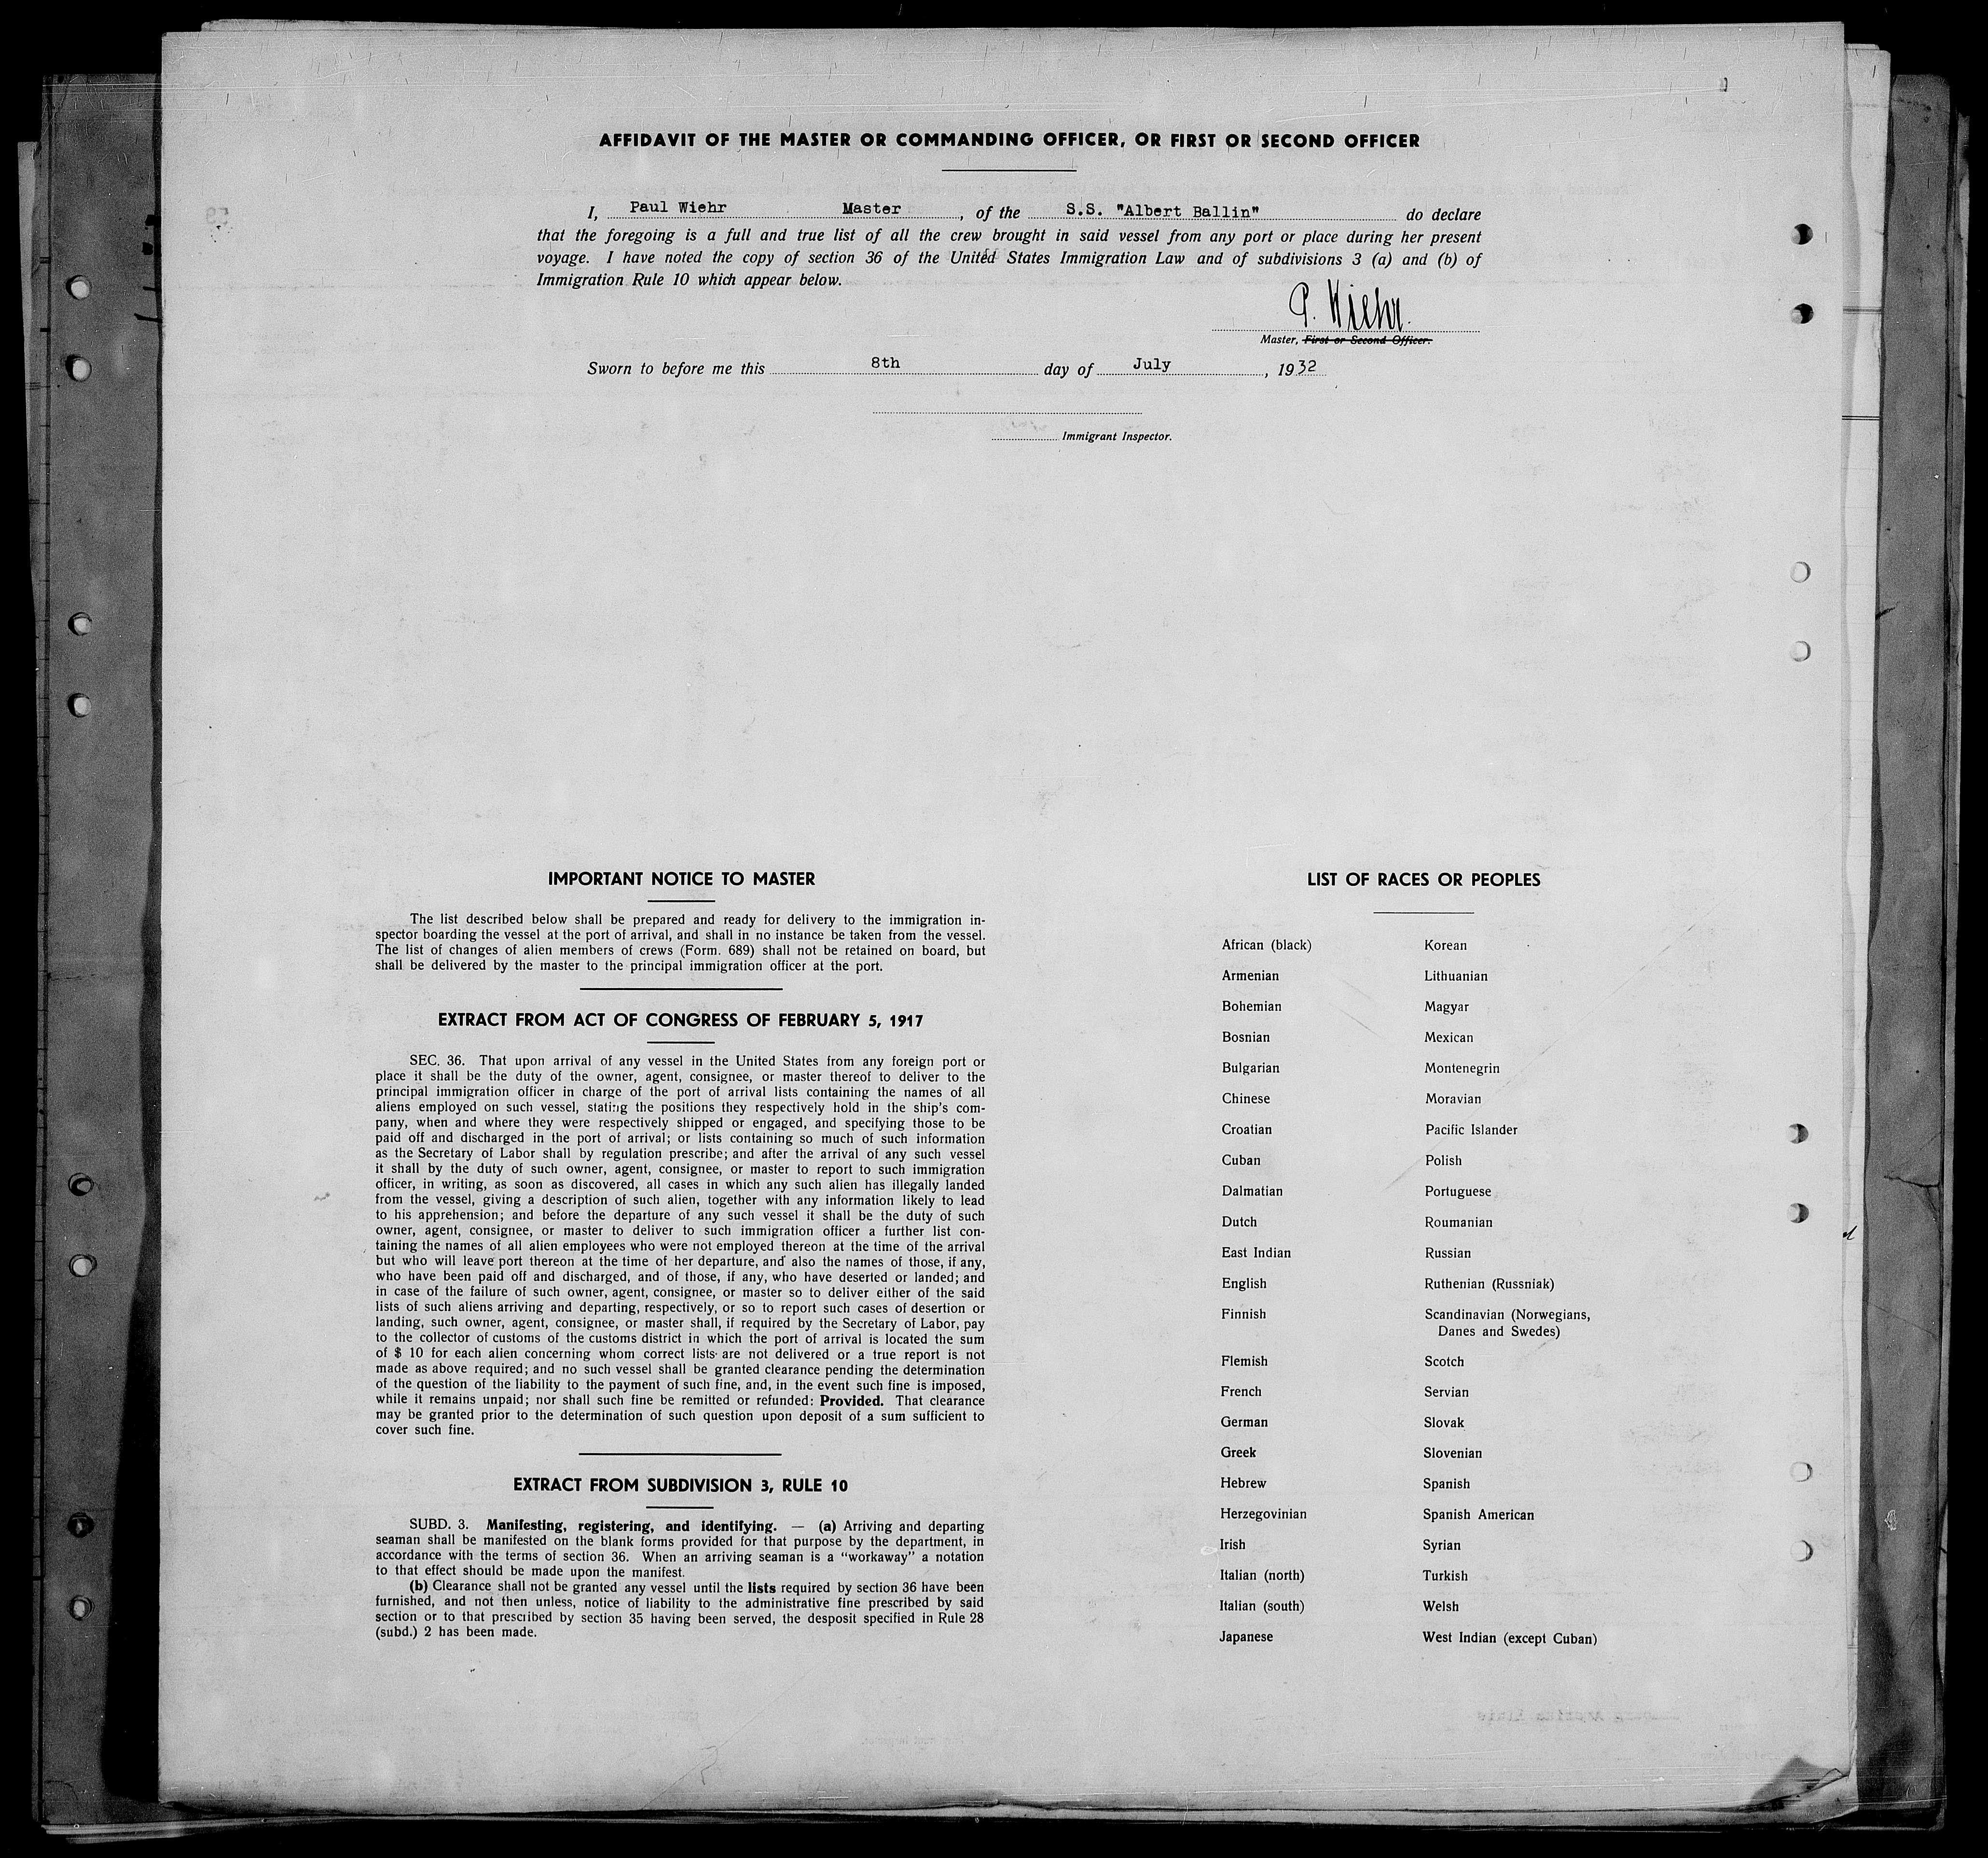 AFFIDAVIT OF THE MASTER OR COMMANDING OFFICER, OR FIRST OR SECOND OFFICER
I, Paul Wiehr Master, of the S.S. "Albert Ballin" do declare
that the foregoing is a full and true list of all the crew brought in said vessel from any port or place during her present
voyage. I have noted the copy of section 36 of the United States Immigration Law and of subdivisions 3 (a) and (b) of
Immigration Rule 10 which appear below.
P. Wiehr.
Master, First or Second Officer.
Sworn to before me this 8th day of July, 1932
Immigrant Inspector.
IMPORTANT NOTICE TO MASTER
The list described below shall be prepared and ready for delivery to the immigration in-
spector boarding the vessel at the port of arrival, and shall in no instance be taken from the vessel.
The list of changes of alien members of crews (Form. 689) shall not be retained on board, but
shall be delivered by the master to the principal immigration officer at the port.
EXTRACT FROM ACT OF CONGRESS OF FEBRUARY 5, 1917
SEC. 36. That upon arrival of any vessel in the United States from any foreign port or
place it shall be the duty of the owner, agent, consignee, or master thereof to deliver to the
principal immigration officer in charge of the port of arrival lists containing the names of all
aliens employed on such vessel, stating the positions they respectively hold in the ship's com-
pany, when and where they were respectively shipped or engaged, and specifying those to be
paid off and discharged in the port of arrival; or lists containing so much of such information
as the Secretary of Labor shall by regulation prescribe; and after the arrival of any such vessel
it shall by the duty of such owner, agent, consignee, or master to report to such immigration
officer, in writing, as soon as discovered, all cases in which any such alien has illegally landed
from the vessel, giving a description of such alien, together with any information likely to lead
to his apprehension; and before the departure of any such vessel it shall be the duty of such
owner, agent, consignee, or master to deliver to such immigration officer a further list con-
taining the names of all alien employees who were not employed thereon at the time of the arrival
but who will leave port thereon at the time of her departure, and also the names of those, if any,
who have been paid off and discharged, and of those, if any, who have deserted or landed; and
in case of the failure of such owner, agent, consignee, or master so to deliver either of the said
lists of such aliens arriving and departing, respectively, or so to report such cases of desertion or
landing, such owner, agent, consignee, or master shall, if required by the Secretary of Labor, pay
to the collector of customs of the customs district in which the port of arrival is located the sum
of $ 10 for each alien concerning whom correct lists are not delivered or a true report is not
made as above required; and no such vessel shall be granted clearance pending the determination
of the question of the liability to the payment of such fine, and, in the event such fine is imposed,
while it remains unpaid; nor shall such fine be remitted or refunded: Provided. That clearance
may be granted prior to the determination of such question upon deposit of a sum sufficient to
cover such fine.
EXTRACT FROM SUBDIVISION 3, RULE 10
SUBD. 3. Manifesting, registering, and identifying. — (a) Arriving and departing
seaman shall be manifested on the blank forms provided for that purpose by the department, in
accordance with the terms of section 36. When an arriving seaman is a "workaway" a notation
to that effect should be made upon the manifest.
(b) Clearance shall not be granted any vessel until the lists required by section 36 have been
furnished, and not then unless, notice of liability to the administrative fine prescribed by said
section or to that prescribed by section 35 having been served, the desposit specified in Rule 28
(subd.) 2 has been made.
LIST OF RACES OR PEOPLES
African (black) Korean
Armenian Lithuanian
Bohemian Magyar
Bosnian Mexican
Bulgarian Montenegrin
Chinese Moravian
Croatian Pacific Islander
Cuban Polish
Dalmatian Portuguese
Dutch Roumanian
East Indian Russian
English Ruthenian (Russniak)
Finnish Scandinavian (Norwegians,
Danes and Swedes)
Flemish Scotch
French Servian
German Slovak
Greek Slovenian
Hebrew Spanish
Herzegovinian Spanish American
Irish Syrian
Italian (north) Turkish
Italian (south) Welsh
Japanese West Indian (except Cuban)